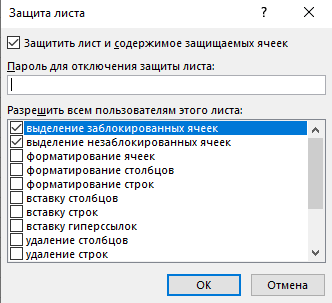 Защита листа
?
Защитить лист и содержимое защищаемых ячеек
Пароль для отключения защиты листа:
Разрешить всем пользователям этого листа:
выделение заблокированных ячеек
выделение незаблокированных ячеек
форматирование ячеек
форматирование столбцов
форматирование строк
вставку столбцов
вставку строк
вставку гиперссылок
удаление столбцов
удаление строк
ОК
Отмена